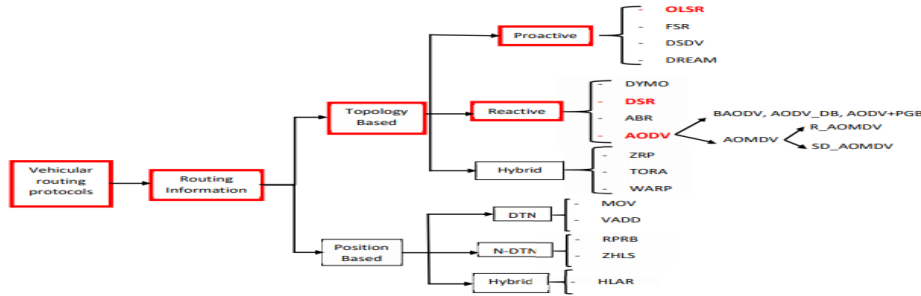 Vehicular
routing
protocols
Routing
Information
Topology
Based
Proactive
- OLSR
- FSR
- DSDV
- DREAM
Reactive
- DYMO
- DSR
- ABR
- AODV
BAODV, AODV_DB, AODV+PGB
AOMDV
R_AOMDV
SD_AOMDV
Hybrid
- ZRP
- TORA
- WARP
Position
Based
DTN
- MOV
- VADD
N-DTN
- RPRB
- ZHLS
Hybrid
- HLAR